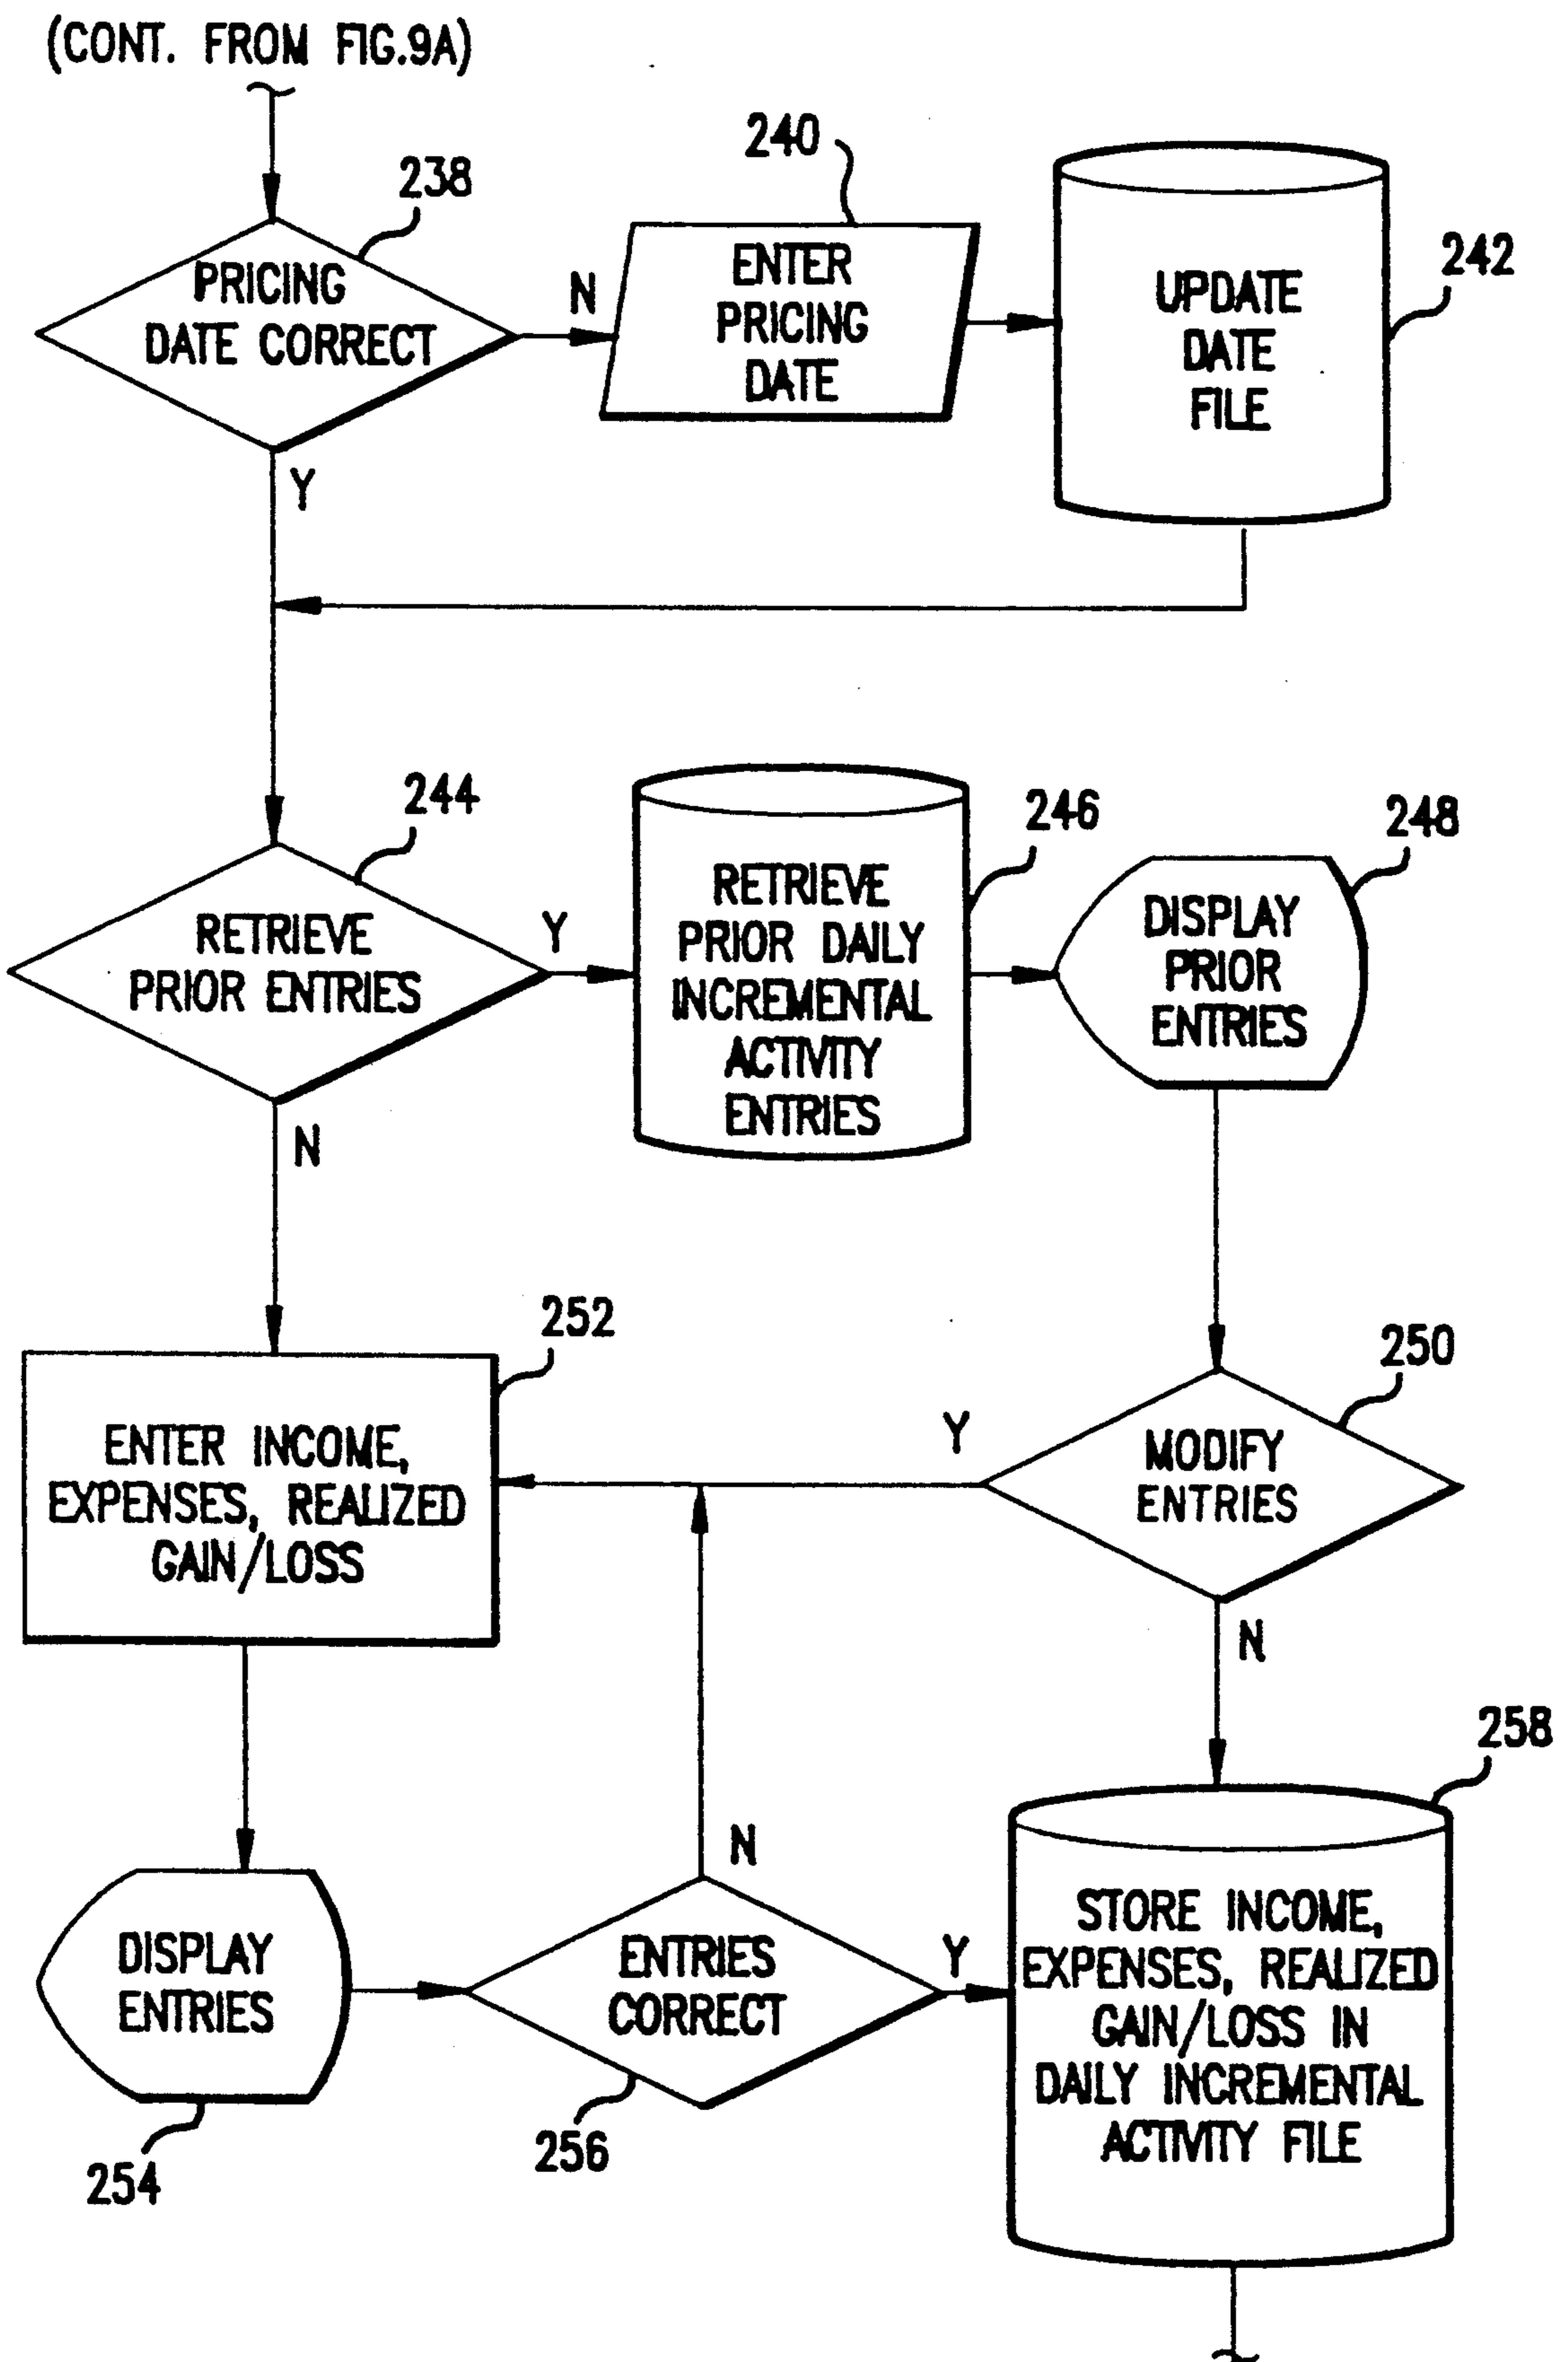 (CONT. FROM FIG.9A)
238
PRICING
DATE CORRECT
N
Y
240
ENTER
PRICING
DATE
242
UPDATE
DATE
FILE
244
RETRIEVE
PRIOR ENTRIES
Y
N
246
RETRIEVE
PRIOR DAILY
INCREMENTAL
ACTIVITY
ENTRIES
248
DISPLAY
PRIOR
ENTRIES
252
ENTER INCOME,
EXPENSES, REALIZED
GAIN/LOSS
250
Y
MODIFY
ENTRIES
N
254
DISPLAY
ENTRIES
N
ENTRIES
CORRECT
Y
256
258
STORE INCOME,
EXPENSES, REALIZED
GAIN/LOSS IN
DAILY INCREMENTAL
ACTIVITY FILE